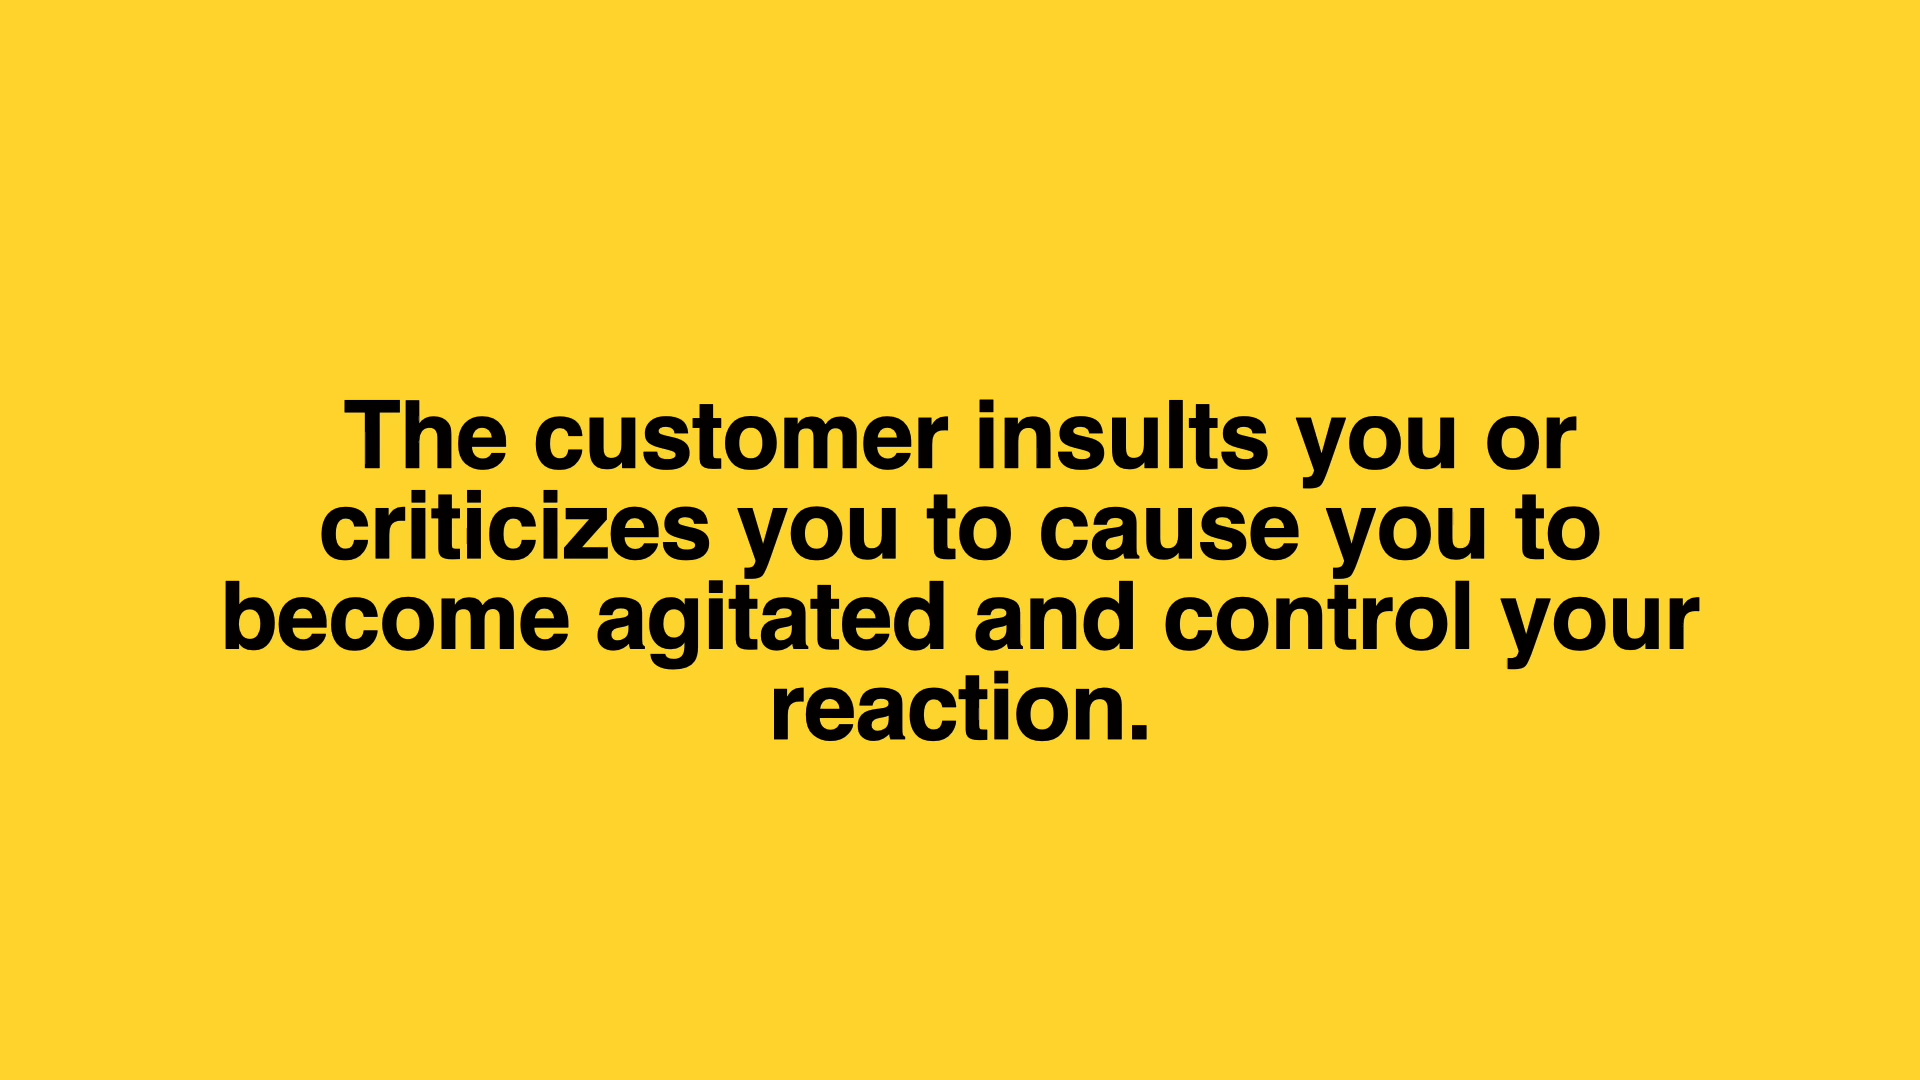 The customer insults you or
criticizes you to cause you to
become agitated and control your
reaction.